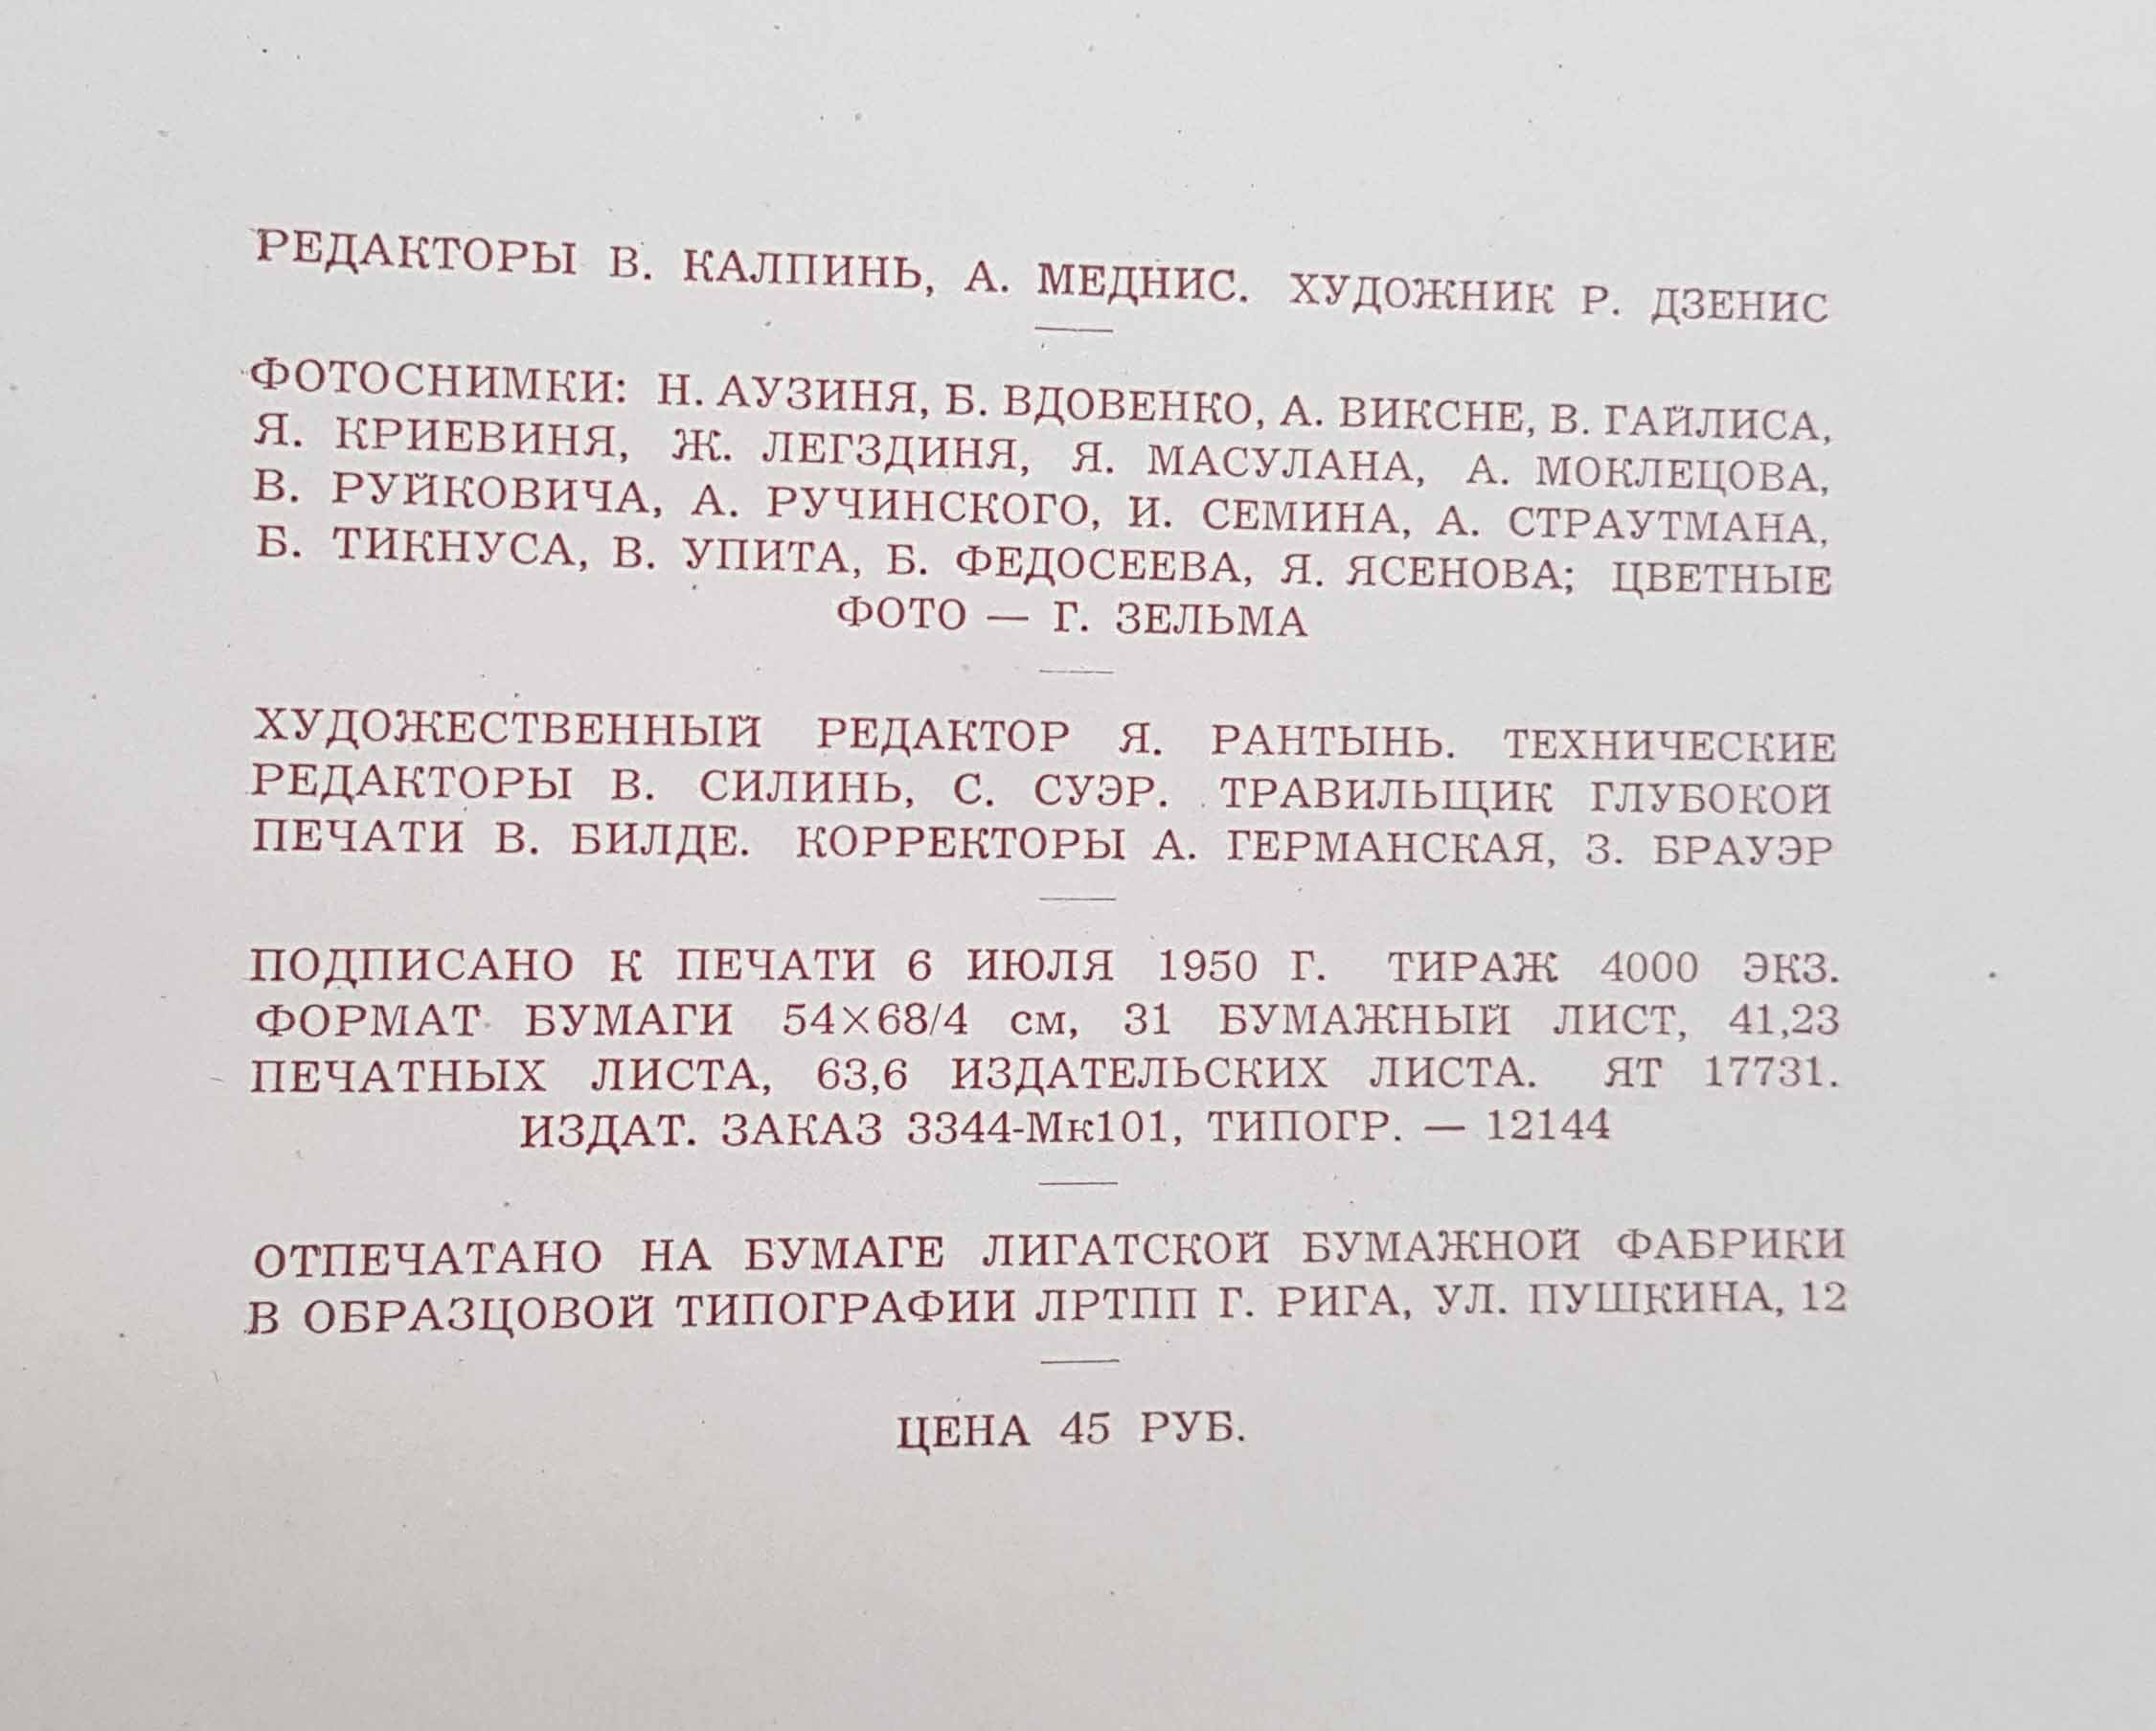 РЕДАКТОРЫ В. КАЛПИНЬ, А. МЕДНИС. ХУДОЖНИК Р. ДЗЕНИС
ФОТОСНИМКИ: Н. АУЗИНЯ, Б. ВДОВЕНКО, А. ВИКСНЕ, В. ГАЙЛИСА,
Я. КРИЕВИНЯ, Ж. ЛЕГЗДИНЯ, Я. МАСУЛАНА, А. МОКЛЕЦОВА,
В. РУЙКОВИЧА, А. РУЧИНСКОГО, И. СЕМИНА, А. СТРАУТМАНА,
Б. ТИКНУСА, В. УПИТА, Б. ФЕДОСЕЕВА, Я. ЯСЕНОВА; ЦВЕТНЫЕ
ФОТО — Г. ЗЕЛЬМА
ХУДОЖЕСТВЕННЫЙ РЕДАКТОР Я. РАНТЫНЬ. ТЕХНИЧЕСКИЕ
РЕДАКТОРЫ В. СИЛИНЬ, С. СУЭР. ТРАВИЛЬЩИК ГЛУБОКОЙ
ПЕЧАТИ В. БИЛДЕ. КОРРЕКТОРЫ А. ГЕРМАНСКАЯ, З. БРАУЭР
ПОДПИСАНО К ПЕЧАТИ 6 ИЮЛЯ 1950 Г. ТИРАЖ 4000 ЭКЗ.
ФОРМАТ БУМАГИ 54×68/4 см, 31 БУМАЖНЫЙ ЛИСТ, 41,23
ПЕЧАТНЫХ ЛИСТА, 63,6 ИЗДАТЕЛЬСКИХ ЛИСТА. ЯТ 17731.
ИЗДАТ. ЗАКАЗ 3344-Мк101, ТИПОГР. — 12144
ОТПЕЧАТАНО НА БУМАГЕ ЛИГАТСКОЙ БУМАЖНОЙ ФАБРИКИ
В ОБРАЗЦОВОЙ ТИПОГРАФИИ ЛРТПП Г. РИГА, УЛ. ПУШКИНА, 12
ЦЕНА 45 РУБ.